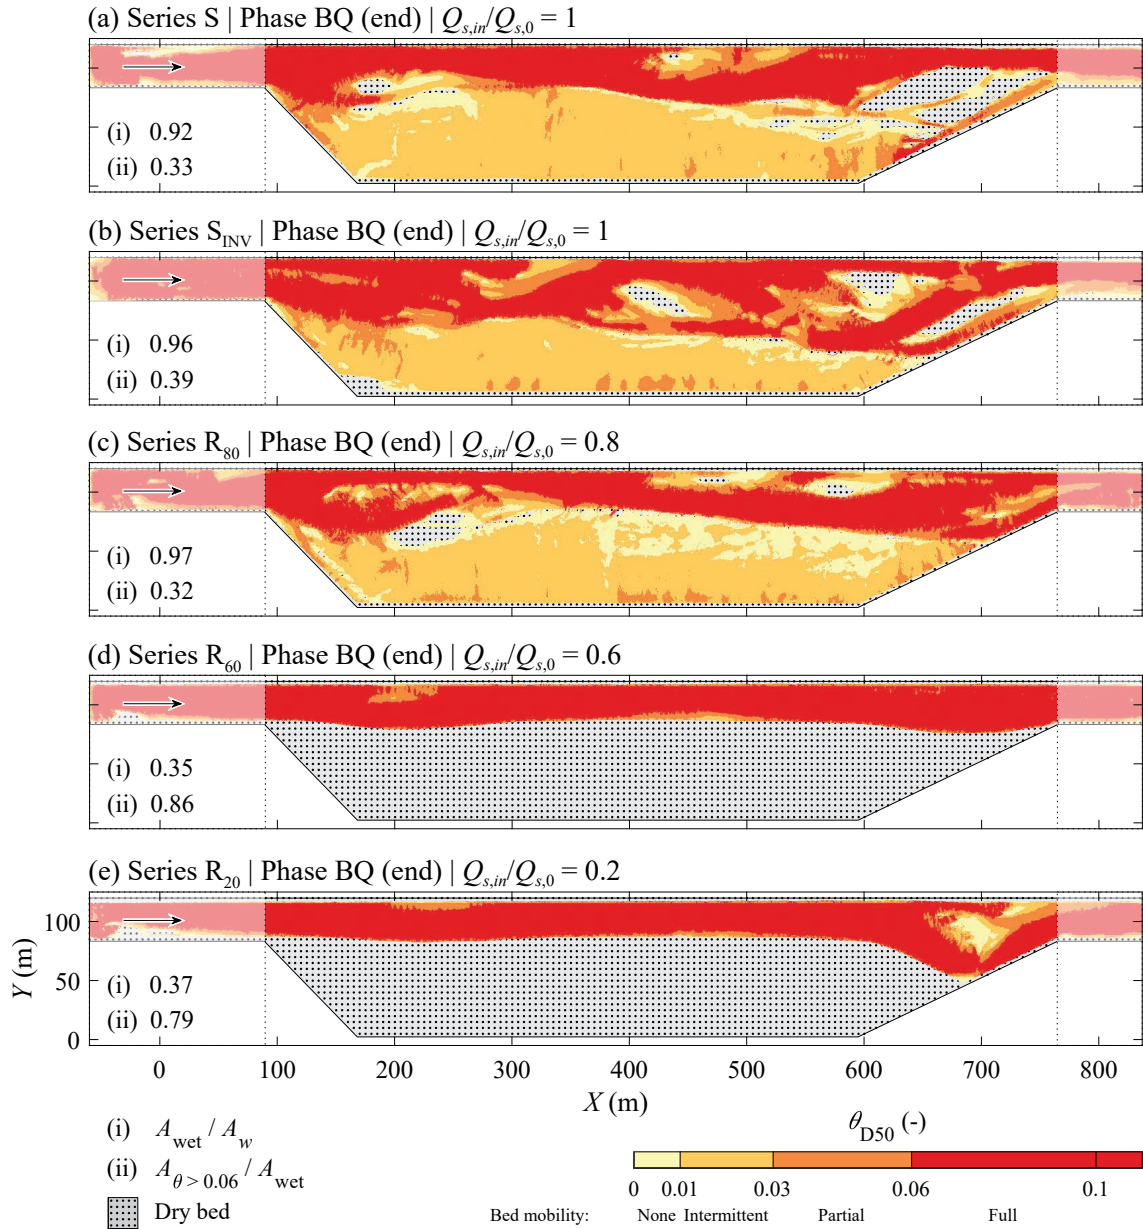 (a) Series S | Phase BQ (end) | Qs,in/Qs,0 = 1
(i) 0.92
(ii) 0.33
(b) Series SINV | Phase BQ (end) | Qs,in/Qs,0 = 1
(i) 0.96
(ii) 0.39
(c) Series R80 | Phase BQ (end) | Qs,in/Qs,0 = 0.8
(i) 0.97
(ii) 0.32
(d) Series R60 | Phase BQ (end) | Qs,in/Qs,0 = 0.6
(i) 0.35
(ii) 0.86
(e) Series R20 | Phase BQ (end) | Qs,in/Qs,0 = 0.2
100
50
0
Y (m)
(i) 0.37
(ii) 0.79
0 100 200 300 400 500 600 700 800
X (m)
(i) Awet / Aw
(ii) Aθ > 0.06 / Awet
Dry bed
θD50 (-)
0 0.01 0.03 0.06 0.1
Bed mobility: None Intermittent Partial Full